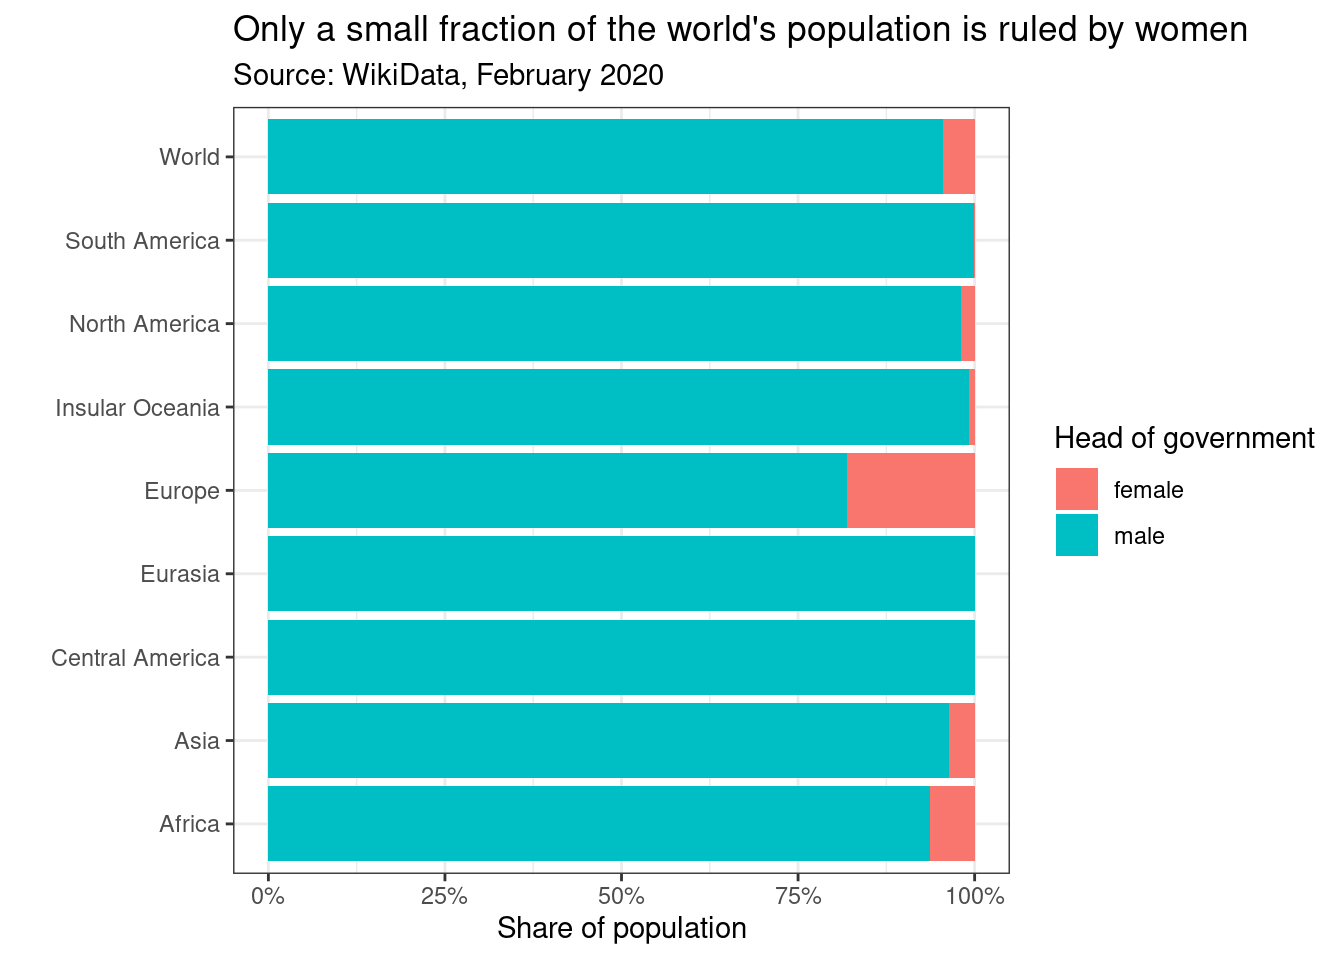 Only a small fraction of the world's population is ruled by women
Source: WikiData, February 2020
World
South America
North America
Insular Oceania
Europe
Eurasia
Central America
Asia
Africa
0% 25% 50% 75% 100%
Share of population
Head of government
female
male